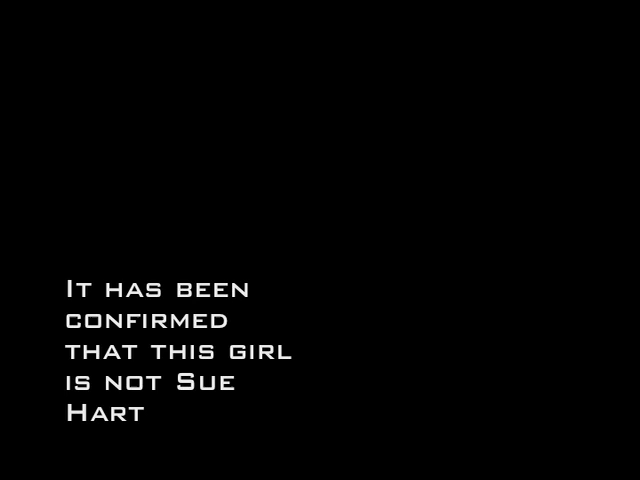 It has been
confirmed
that this girl
is not Sue
Hart